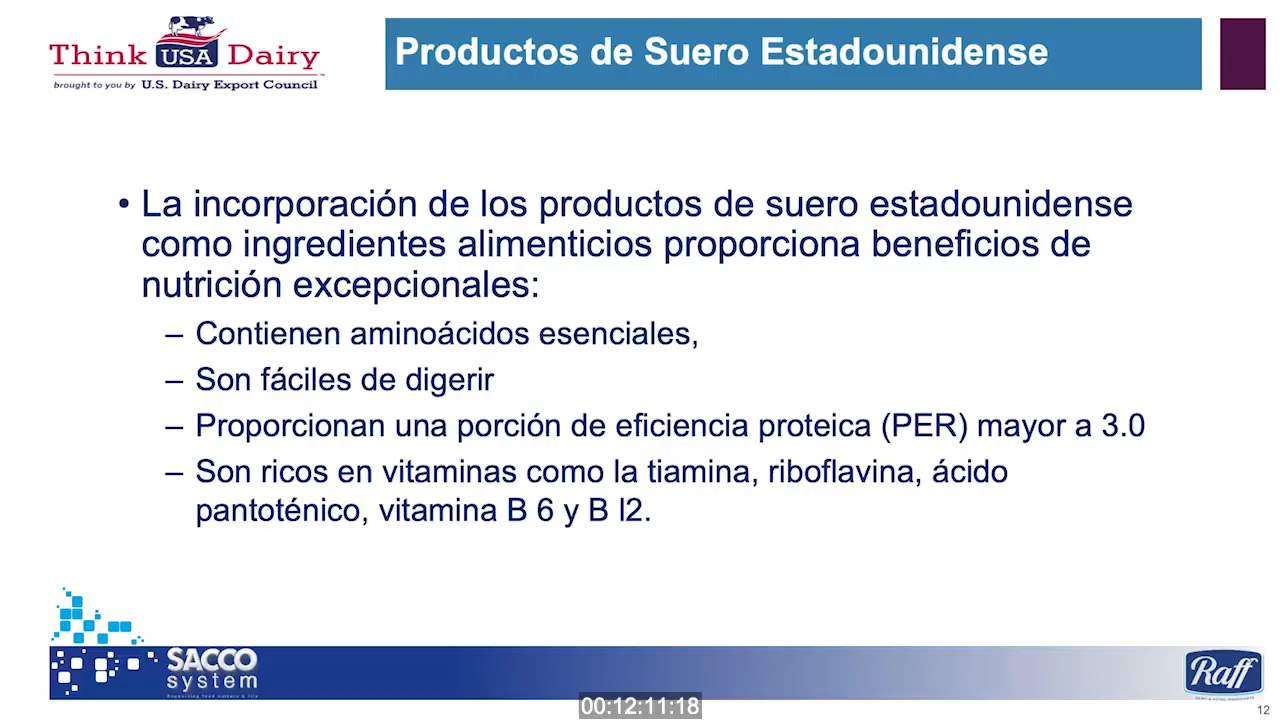 Think USA Dairy
brought to you by U.S. Dairy Export Council
Productos de Suero Estadounidense
• La incorporación de los productos de suero estadounidense
como ingredientes alimenticios proporciona beneficios de
nutrición excepcionales:
– Contienen aminoácidos esenciales,
– Son fáciles de digerir
– Proporcionan una porción de eficiencia proteica (PER) mayor a 3.0
– Son ricos en vitaminas como la tiamina, riboflavina, ácido
pantoténico, vitamina B 6 y B l2.
SACCO
system
Raff
00:12:11:18
12